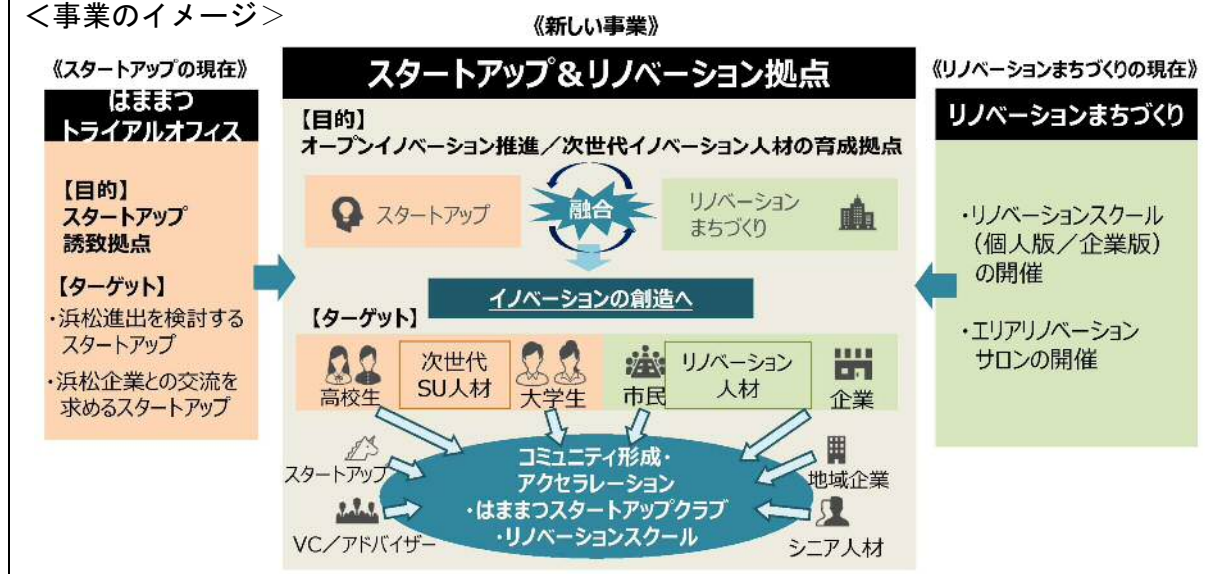 ＜事業のイメージ＞
《新しい事業》
《スタートアップの現在》
はままつ
トライアルオフィス
【目的】
スタートアップ
誘致拠点
【ターゲット】
・浜松進出を検討する
スタートアップ
・浜松企業との交流を
求めるスタートアップ
スタートアップ＆リノベーション拠点
【目的】
オープンイノベーション推進／次世代イノベーション人材の育成拠点
スタートアップ
融合
リノベーション
まちづくり
イノベーションの創造へ
【ターゲット】
高校生
次世代
SU人材
大学生
市民
リノベーション
人材
企業
スタートアップ
VC／アドバイザー
コミュニティ形成・
アクセラレーション
・はままつスタートアップクラブ
・リノベーションスクール
地域企業
シニア人材
《リノベーションまちづくりの現在》
リノベーションまちづくり
・リノベーションスクール
（個人版／企業版）
の開催
・エリアリノベーション
サロンの開催